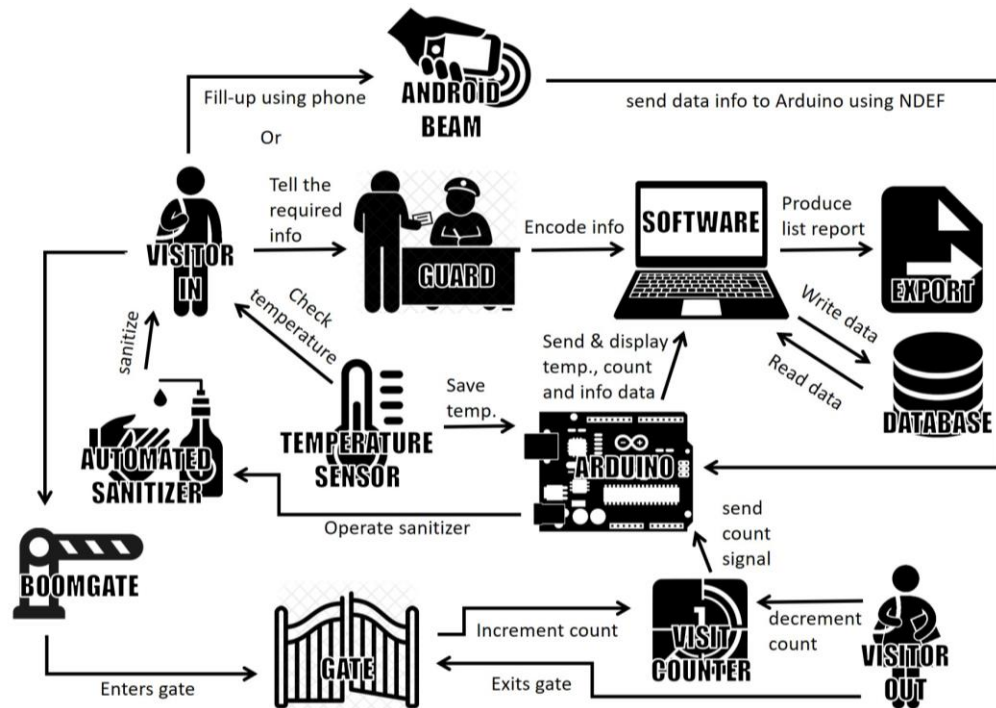 ANDROID
BEAM
Fill-up using phone
send data info to Arduino using NDEF
Or
Tell the
required
info
VISITOR
IN
GUARD
Encode info
SOFTWARE
Produce
list report
EXPORT
Check
temperature
sanitize
Write data
Read data
Send & display
temp., count
and info data
Save
temp.
DATABASE
AUTOMATED
SANITIZER
TEMPERATURE
SENSOR
ARDUINO
Operate sanitizer
send
count
signal
BOOMGATE
Enters gate
GATE
Increment count
1
VISIT
COUNTER
decrement
count
VISITOR
OUT
Exits gate